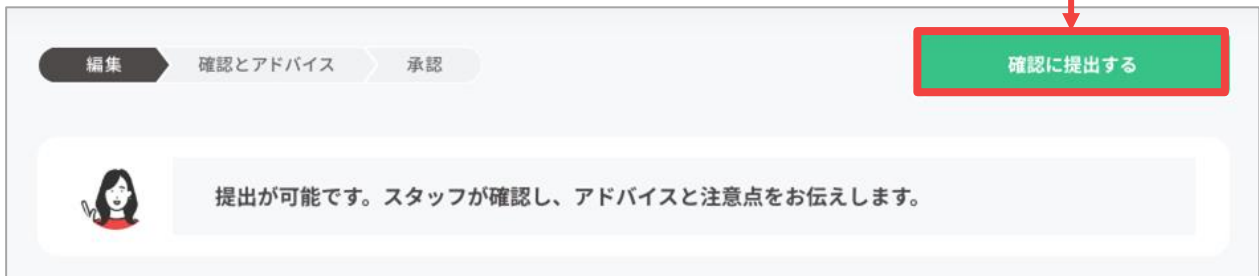 編集
確認とアドバイス
承認
確認に提出する
提出が可能です。スタッフが確認し、アドバイスと注意点をお伝えします。